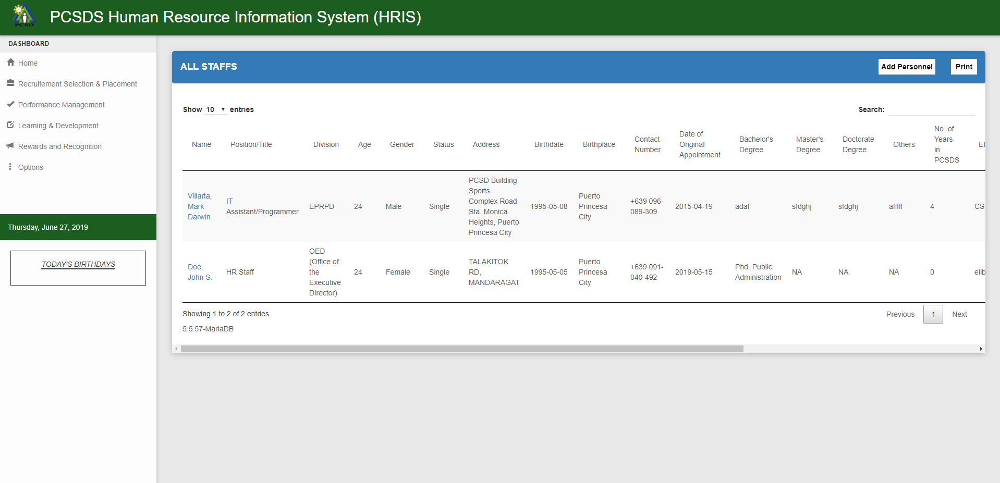 PCSD
PCSDS Human Resource Information System (HRIS)
DASHBOARD
Home
Recruitement Selection & Placement
Performance Management
Learning & Development
Rewards and Recognition
Options
Thursday, June 27, 2019
TODAY'S BIRTHDAYS
ALL STAFFS
Add Personnel
Print
Show 10 entries
Search:
Name
Position/Title
Division
Age
Gender
Status
Address
Birthdate
Birthplace
Contact
Number
Date of
Original
Appointment
Bachelor's
Degree
Master's
Degree
Doctorate
Degree
Others
No. of
Years
in
PCSDS
El
Villarta,
Mark
Darwin
IT
Assistant/Programmer
EPRPD
24
Male
Single
PCSD Building
Sports
Complex Road
Sta. Monica
Heights, Puerto
Princesa City
1995-05-08
Puerto
Princesa
City
+639 096-
089-309
2015-04-19
adaf
sfdghj
sfdghj
afffff
4
CS
Doe,
John S.
HR Staff
OED
(Office of
the
Executive
Director)
24
Female
Single
TALAKITOK
RD,
MANDARAGAT
1995-05-05
Puerto
Princesa
City
+639 091-
040-492
2019-05-15
Phd. Public
Administration
NA
NA
NA
0
elib
Showing 1 to 2 of 2 entries
Previous
1
Next
5.5.57-MariaDB